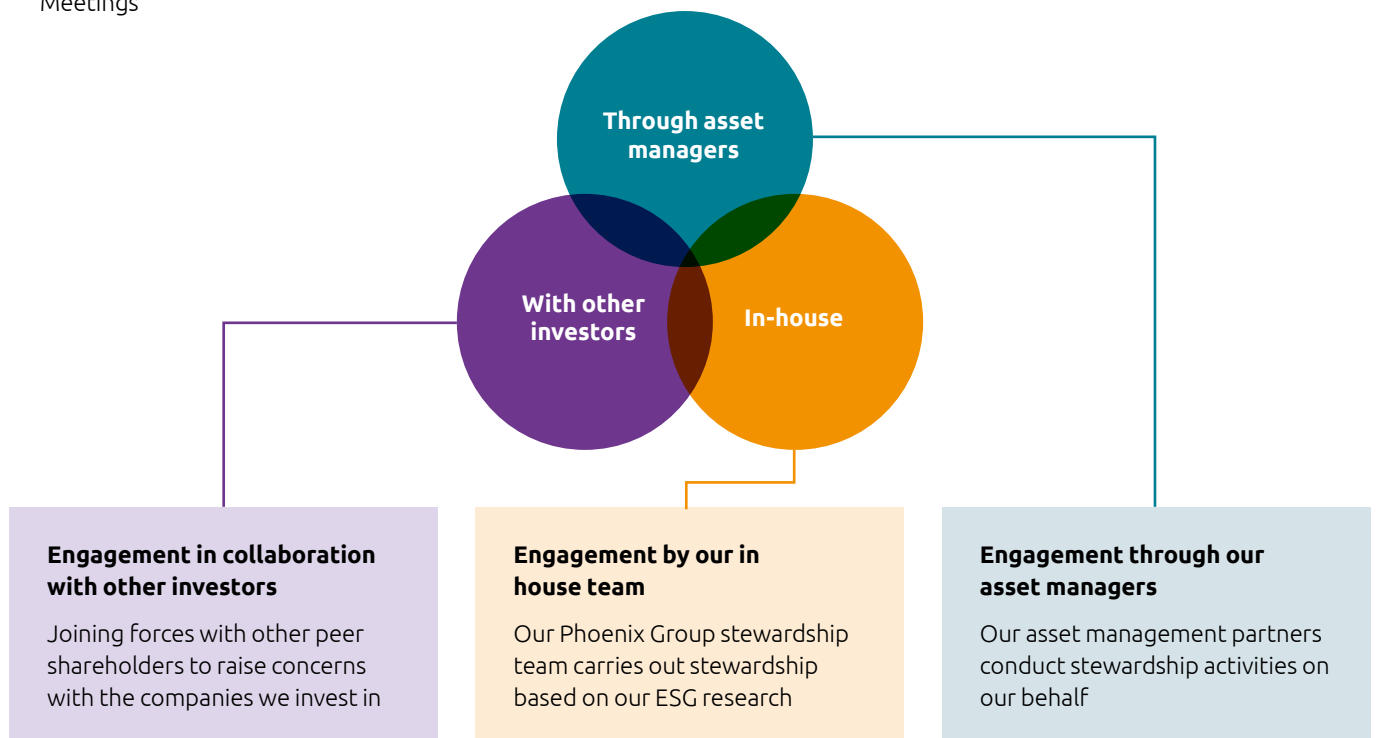 Meetings
Through asset
managers
With other
investors
In-house
Engagement in collaboration
with other investors
Joining forces with other peer
shareholders to raise concerns
with the companies we invest in
Engagement by our in
house team
Our Phoenix Group stewardship
team carries out stewardship
based on our ESG research
Engagement through our
asset managers
Our asset management partners
conduct stewardship activities on
our behalf